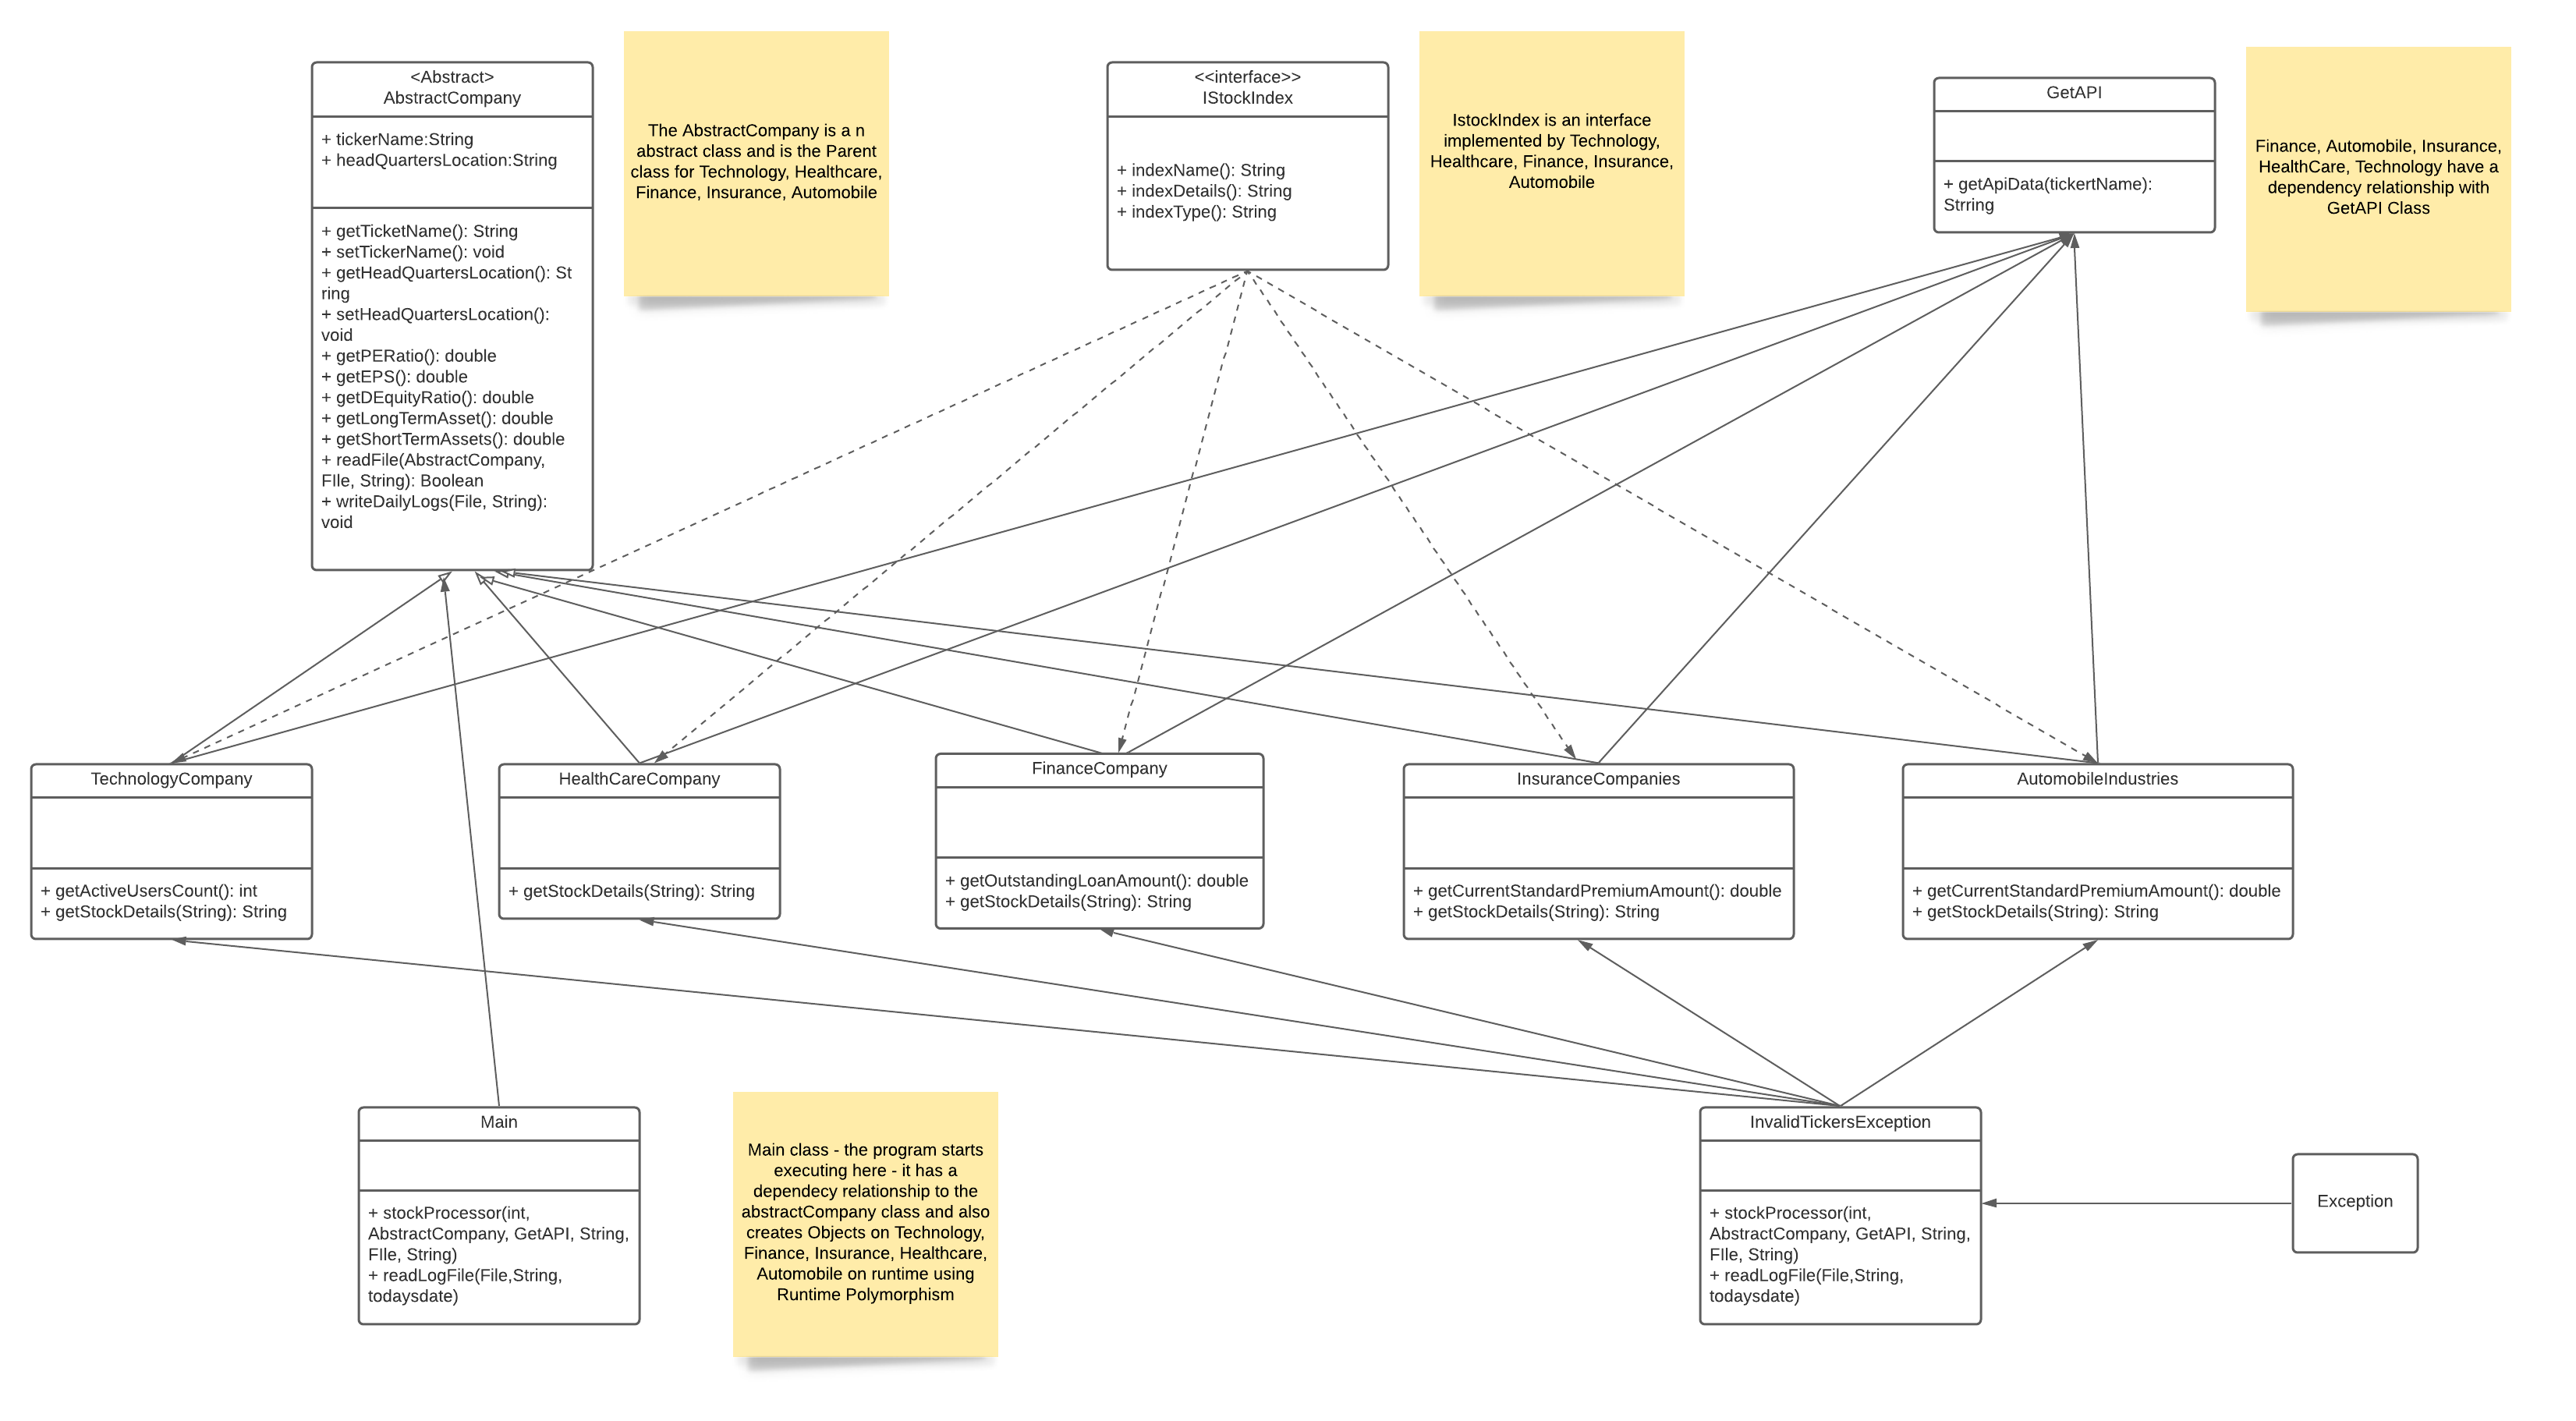 <Abstract>
AbstractCompany
+ tickerName:String
+ headQuartersLocation:String
+ getTicketName(): String
+ setTickerName(): void
+ getHeadQuartersLocation(): St
ring
+ setHeadQuartersLocation():
void
+ getPERatio(): double
+ getEPS(): double
+ getDEquityRatio(): double
+ getLongTermAsset(): double
+ getShortTermAssets(): double
+ readFile(AbstractCompany,
FIle, String): Boolean
+ writeDailyLogs(File, String):
void
The AbstractCompany is a n
abstract class and is the Parent
class for Technology, Healthcare,
Finance, Insurance, Automobile
<<interface>>
IStockIndex
+ indexName(): String
+ indexDetails(): String
+ indexType(): String
IstockIndex is an interface
implemented by Technology,
Healthcare, Finance, Insurance,
Automobile
GetAPI
+ getApiData(tickertName):
Strring
Finance, Automobile, Insurance,
HealthCare, Technology have a
dependency relationship with
GetAPI Class
TechnologyCompany
+ getActiveUsersCount(): int
+ getStockDetails(String): String
HealthCareCompany
+ getStockDetails(String): String
FinanceCompany
+ getOutstandingLoanAmount(): double
+ getStockDetails(String): String
InsuranceCompanies
+ getCurrentStandardPremiumAmount(): double
+ getStockDetails(String): String
AutomobileIndustries
+ getCurrentStandardPremiumAmount(): double
+ getStockDetails(String): String
Main
+ stockProcessor(int,
AbstractCompany, GetAPI, String,
FIle, String)
+ readLogFile(File,String,
todaysdate)
Main class - the program starts
executing here - it has a
dependecy relationship to the
abstractCompany class and also
creates Objects on Technology,
Finance, Insurance, Healthcare,
Automobile on runtime using
Runtime Polymorphism
InvalidTickersException
+ stockProcessor(int,
AbstractCompany, GetAPI, String,
FIle, String)
+ readLogFile(File,String,
todaysdate)
Exception